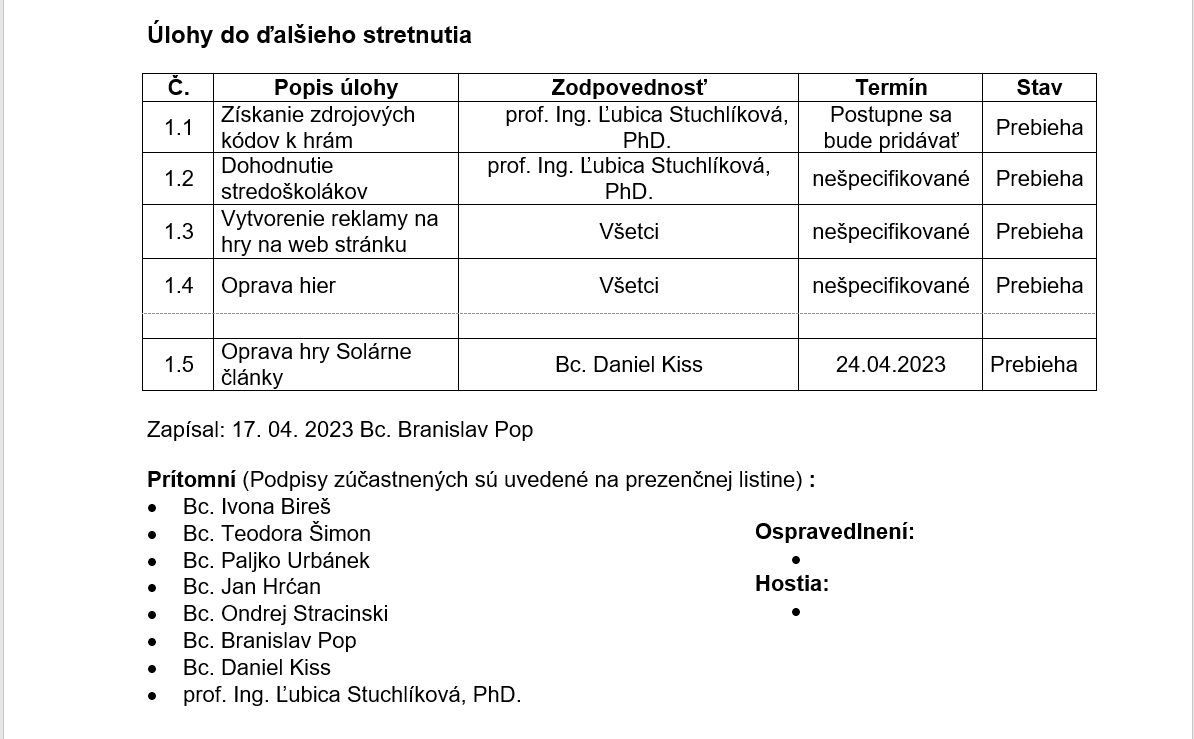 Úlohy do ďalšieho stretnutia
Č. Popis úlohy Zodpovednosť Termín Stav
1.1 Získanie zdrojových kódov k hrám prof. Ing. Ľubica Stuchlíková, PhD. Postupne sa bude pridávať Prebieha
1.2 Dohodnutie stredoškolákov prof. Ing. Ľubica Stuchlíková, PhD. nešpecifikované Prebieha
1.3 Vytvorenie reklamy na hry na web stránku Všetci nešpecifikované Prebieha
1.4 Oprava hier Všetci nešpecifikované Prebieha
1.5 Oprava hry Solárne články Bc. Daniel Kiss 24.04.2023 Prebieha
Zapísal: 17. 04. 2023 Bc. Branislav Pop
Prítomní (Podpisy zúčastnených sú uvedené na prezenčnej listine) :
• Bc. Ivona Bireš
• Bc. Teodora Šimon
• Bc. Paljko Urbánek
• Bc. Jan Hrćan
• Bc. Ondrej Stracinski
• Bc. Branislav Pop
• Bc. Daniel Kiss
• prof. Ing. Ľubica Stuchlíková, PhD.
Ospravedlnení:
•
Hostia:
•